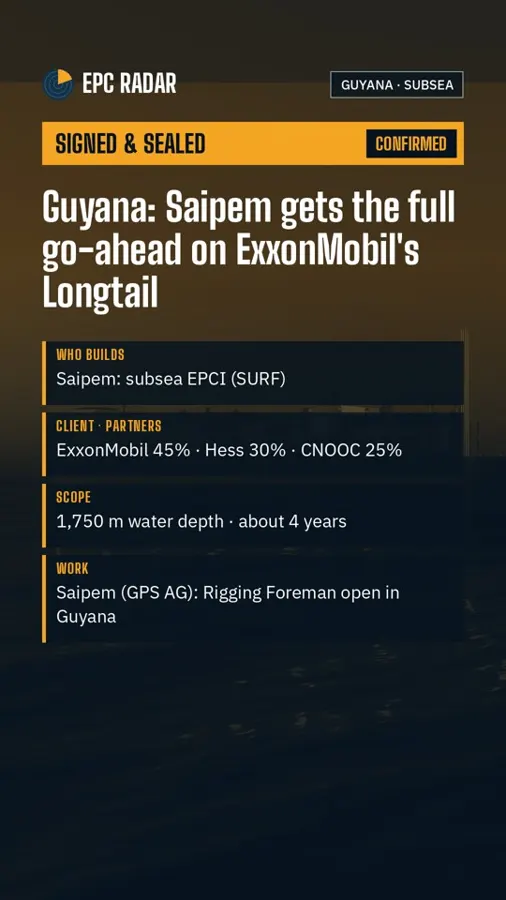 EPC RADAR
GUYANA · SUBSEA
SIGNED & SEALED
CONFIRMED
Guyana: Saipem gets the full
go-ahead on ExxonMobil's
Longtail
WHO BUILDS
Saipem: subsea EPCI (SURF)
CLIENT · PARTNERS
ExxonMobil 45% · Hess 30% · CNOOC 25%
SCOPE
1,750 m water depth · about 4 years
WORK
Saipem (GPS AG): Rigging Foreman open in
Guyana